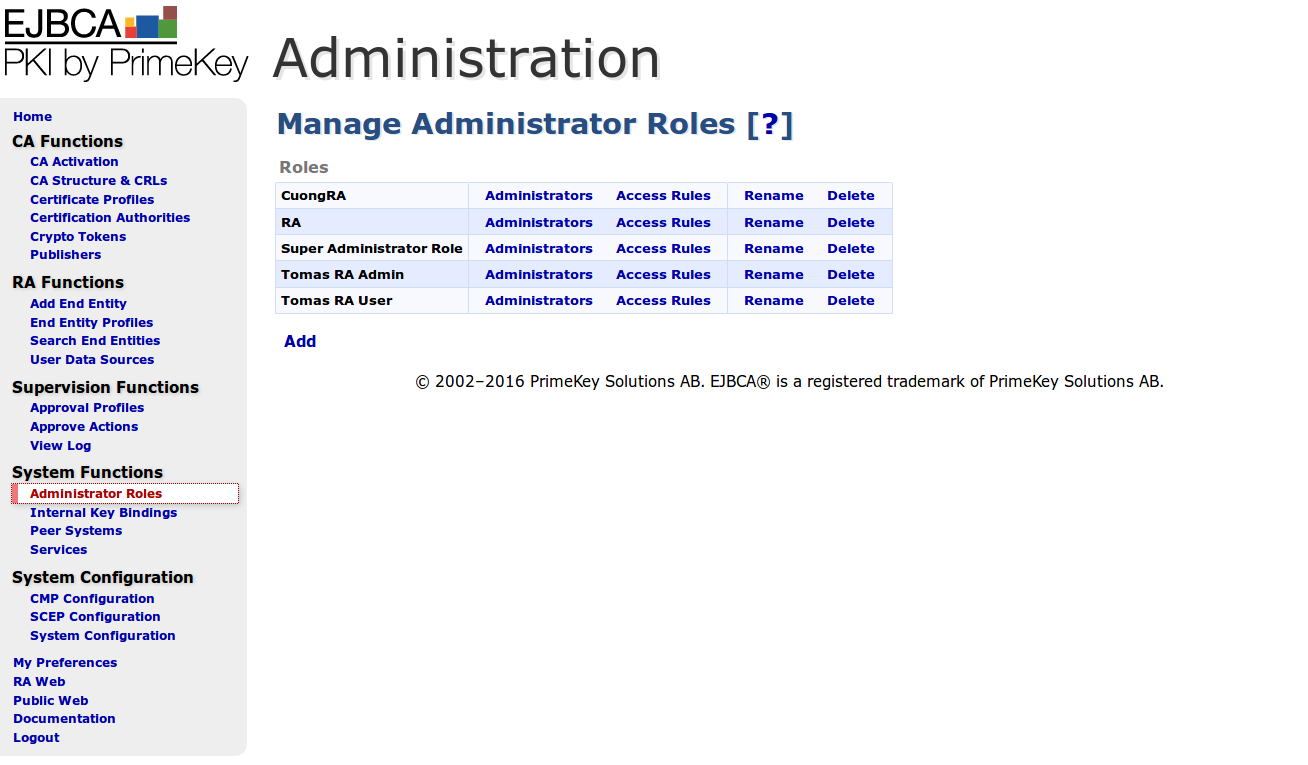 EJBCA
PKI by PrimeKey
Administration
Home
CA Functions
CA Activation
CA Structure & CRLs
Certificate Profiles
Certification Authorities
Crypto Tokens
Publishers
RA Functions
Add End Entity
End Entity Profiles
Search End Entities
User Data Sources
Supervision Functions
Approval Profiles
Approve Actions
View Log
System Functions
Administrator Roles
Internal Key Bindings
Peer Systems
Services
System Configuration
CMP Configuration
SCEP Configuration
System Configuration
My Preferences
RA Web
Public Web
Documentation
Logout
Manage Administrator Roles [?]
Roles
CuongRA Administrators Access Rules Rename Delete
RA Administrators Access Rules Rename Delete
Super Administrator Role Administrators Access Rules Rename Delete
Tomas RA Admin Administrators Access Rules Rename Delete
Tomas RA User Administrators Access Rules Rename Delete
Add
© 2002–2016 PrimeKey Solutions AB. EJBCA® is a registered trademark of PrimeKey Solutions AB.